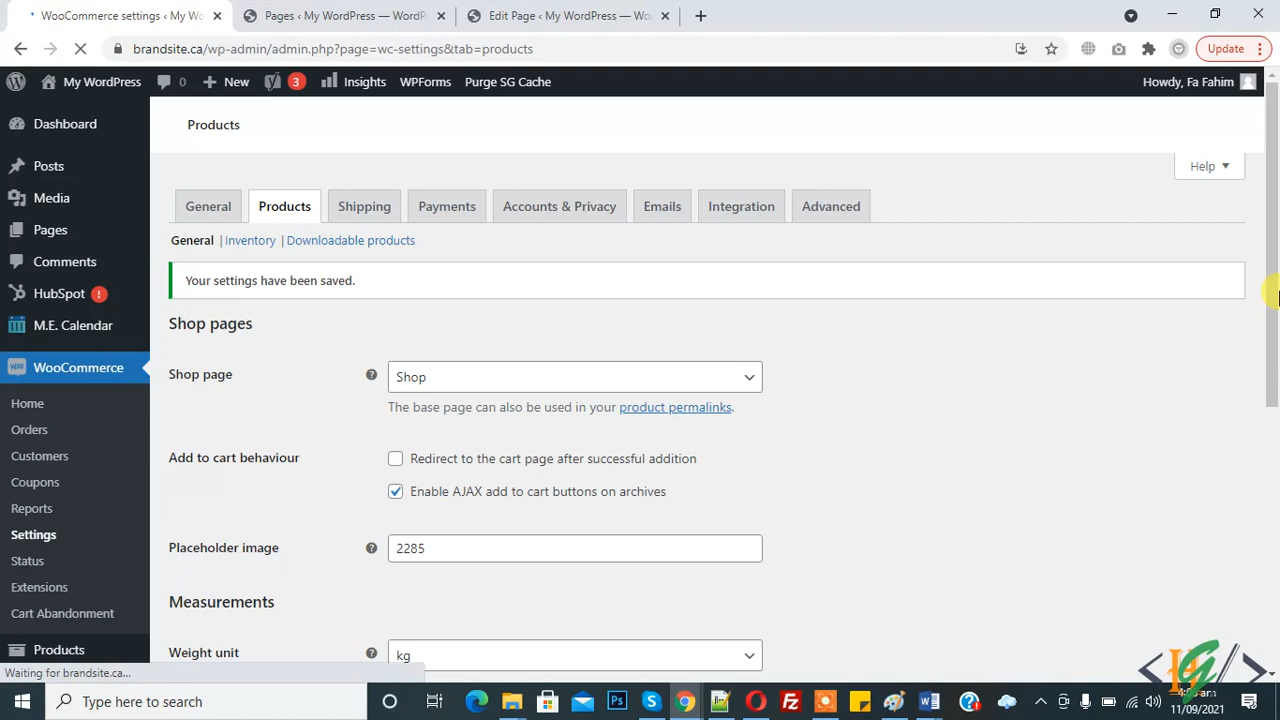 WooCommerce settings ‹ My Wo
Pages ‹ My WordPress — WordP
Edit Page ‹ My WordPress — Wo
brandsite.ca/wp-admin/admin.php?page=wc-settings&tab=products
Update
My WordPress
0
New
3
Insights
WPForms
Purge SG Cache
Howdy, Fa Fahim
Dashboard
Posts
Media
Pages
Comments
HubSpot !
M.E. Calendar
WooCommerce
Home
Orders
Customers
Coupons
Reports
Settings
Status
Extensions
Cart Abandonment
Products
Products
Help
General Products Shipping Payments Accounts & Privacy Emails Integration Advanced
General | Inventory | Downloadable products
Your settings have been saved.
Shop pages
Shop page
Shop
The base page can also be used in your product permalinks.
Add to cart behaviour
Redirect to the cart page after successful addition
Enable AJAX add to cart buttons on archives
Placeholder image
2285
Measurements
Weight unit
kg
Waiting for brandsite.ca...
Type here to search
11/09/2021